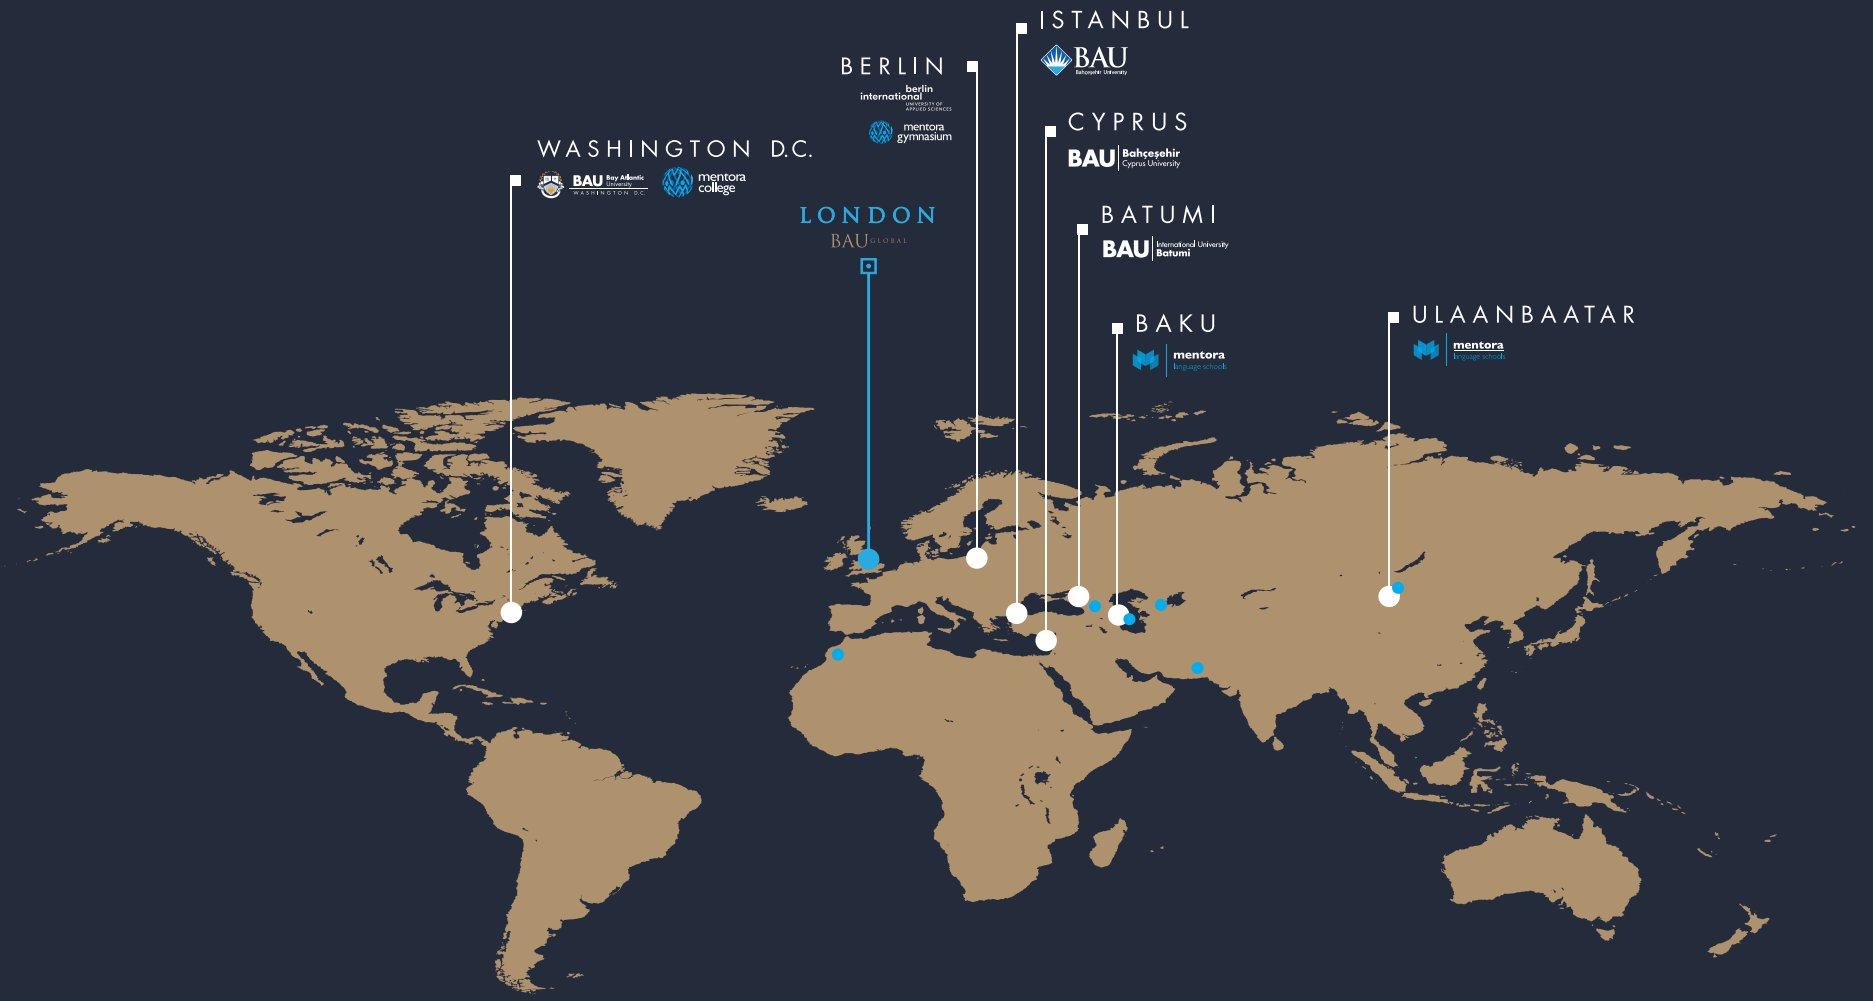 ISTANBUL
BAU
Bahçeşehir University
BERLIN
berlin
international
UNIVERSITY OF
APPLIED SCIENCES
mentora
gymnasium
CYPRUS
BAU Bahçeşehir
Cyprus University
WASHINGTON D.C.
BAU Bay Atlantic
University
WASHINGTON D.C.
mentora
college
LONDON
BAU GLOBAL
BATUMI
BAU International University
Batumi
BAKU
mentora
language schools
ULAANBAATAR
mentora
language schools